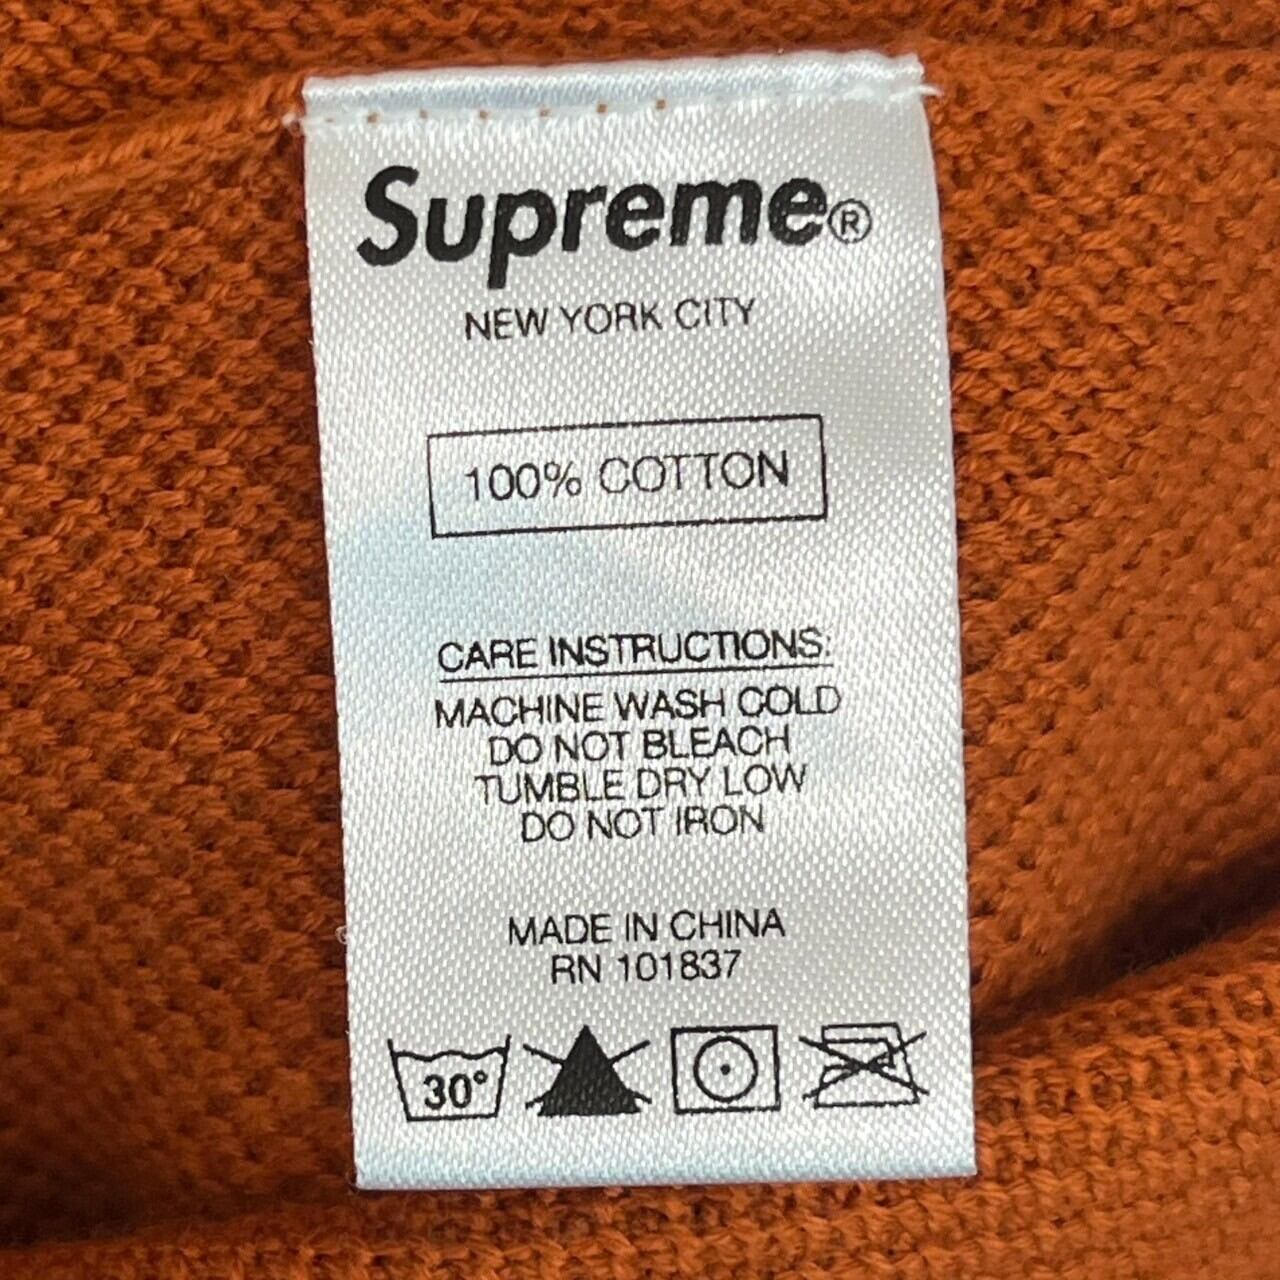 Supreme®
NEW YORK CITY
100% COTTON
CARE INSTRUCTIONS:
MACHINE WASH COLD
DO NOT BLEACH
TUMBLE DRY LOW
DO NOT IRON
MADE IN CHINA
RN 101837
30°